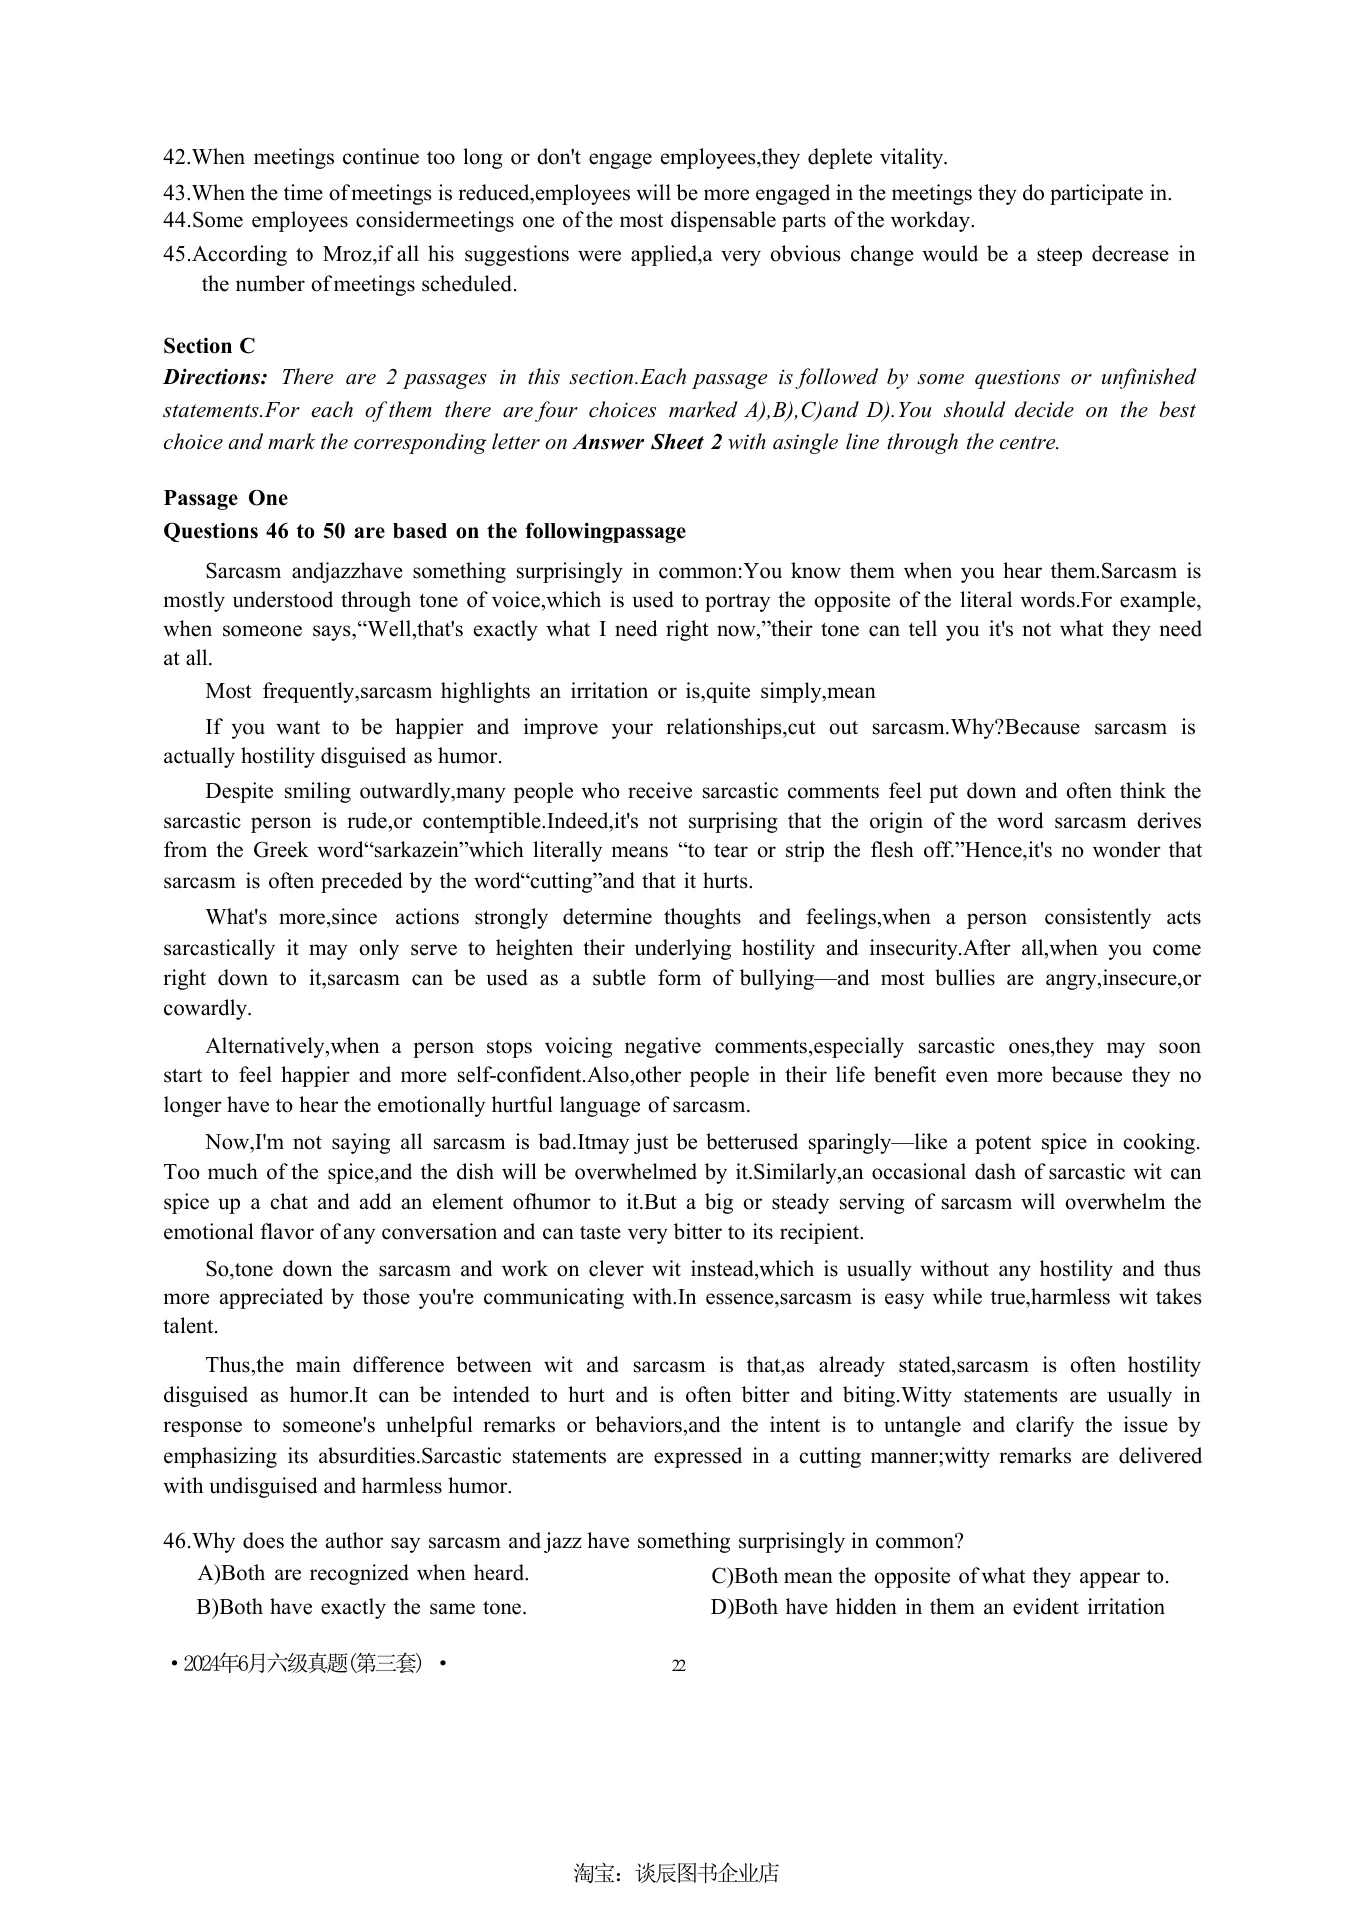 42.When meetings continue too long or don't engage employees,they deplete vitality.
43.When the time of meetings is reduced,employees will be more engaged in the meetings they do participate in.
44.Some employees considermeetings one of the most dispensable parts of the workday.
45.According to Mroz,if all his suggestions were applied,a very obvious change would be a steep decrease in
the number of meetings scheduled.
Section C
Directions: There are 2 passages in this section.Each passage is followed by some questions or unfinished
statements.For each of them there are four choices marked A),B),C)and D).You should decide on the best
choice and mark the corresponding letter on Answer Sheet 2 with asingle line through the centre.
Passage One
Questions 46 to 50 are based on the followingpassage
Sarcasm andjazzhave something surprisingly in common:You know them when you hear them.Sarcasm is
mostly understood through tone of voice,which is used to portray the opposite of the literal words.For example,
when someone says,“Well,that's exactly what I need right now,”their tone can tell you it's not what they need
at all.
Most frequently,sarcasm highlights an irritation or is,quite simply,mean
If you want to be happier and improve your relationships,cut out sarcasm.Why?Because sarcasm is
actually hostility disguised as humor.
Despite smiling outwardly,many people who receive sarcastic comments feel put down and often think the
sarcastic person is rude,or contemptible.Indeed,it's not surprising that the origin of the word sarcasm derives
from the Greek word“sarkazein”which literally means “to tear or strip the flesh off.”Hence,it's no wonder that
sarcasm is often preceded by the word“cutting”and that it hurts.
What's more,since actions strongly determine thoughts and feelings,when a person consistently acts
sarcastically it may only serve to heighten their underlying hostility and insecurity.After all,when you come
right down to it,sarcasm can be used as a subtle form of bullying—and most bullies are angry,insecure,or
cowardly.
Alternatively,when a person stops voicing negative comments,especially sarcastic ones,they may soon
start to feel happier and more self-confident.Also,other people in their life benefit even more because they no
longer have to hear the emotionally hurtful language of sarcasm.
Now,I'm not saying all sarcasm is bad.Itmay just be betterused sparingly—like a potent spice in cooking.
Too much of the spice,and the dish will be overwhelmed by it.Similarly,an occasional dash of sarcastic wit can
spice up a chat and add an element ofhumor to it.But a big or steady serving of sarcasm will overwhelm the
emotional flavor of any conversation and can taste very bitter to its recipient.
So,tone down the sarcasm and work on clever wit instead,which is usually without any hostility and thus
more appreciated by those you're communicating with.In essence,sarcasm is easy while true,harmless wit takes
talent.
Thus,the main difference between wit and sarcasm is that,as already stated,sarcasm is often hostility
disguised as humor.It can be intended to hurt and is often bitter and biting.Witty statements are usually in
response to someone's unhelpful remarks or behaviors,and the intent is to untangle and clarify the issue by
emphasizing its absurdities.Sarcastic statements are expressed in a cutting manner;witty remarks are delivered
with undisguised and harmless humor.
46.Why does the author say sarcasm and jazz have something surprisingly in common?
A)Both are recognized when heard.
C)Both mean the opposite of what they appear to.
B)Both have exactly the same tone.
D)Both have hidden in them an evident irritation
·2024年6月六级真题(第三套) · 22
淘宝：谈辰图书企业店